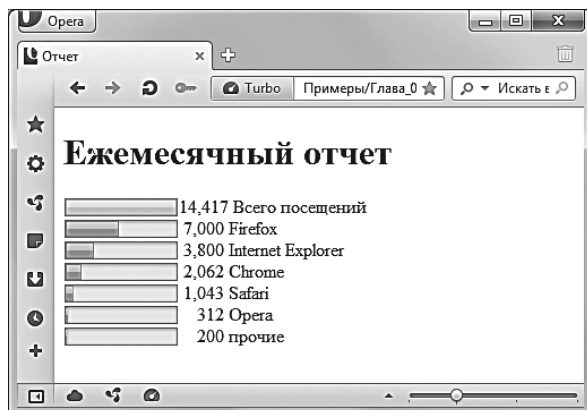 Opera
Отчет
Turbo Примеры/Глава_0 Искать в
Ежемесячный отчет
14,417 Всего посещений
7,000 Firefox
3,800 Internet Explorer
2,062 Chrome
1,043 Safari
312 Opera
200 прочие